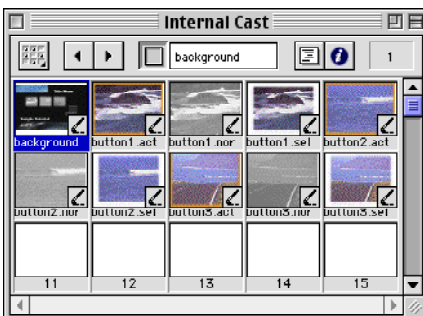 Internal Cast
background 1
background button1.act button1.nor button1.sel button2.act
button2.nor button2.sel button3.act button3.nor button3.sel
11 12 13 14 15